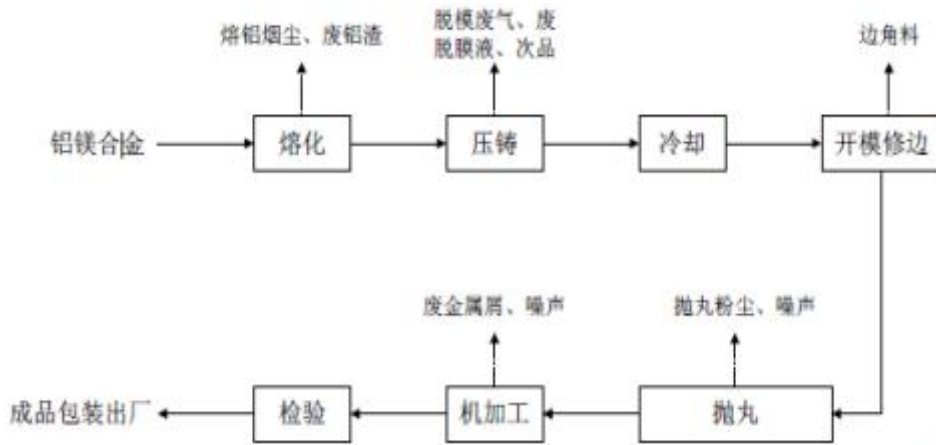 熔铝烟尘、废铝渣
脱模废气、废
脱膜液、次品
边角料
铝镁合金
熔化
压铸
冷却
开模修边
废金属屑、噪声
抛丸粉尘、噪声
成品包装出厂
检验
机加工
抛丸